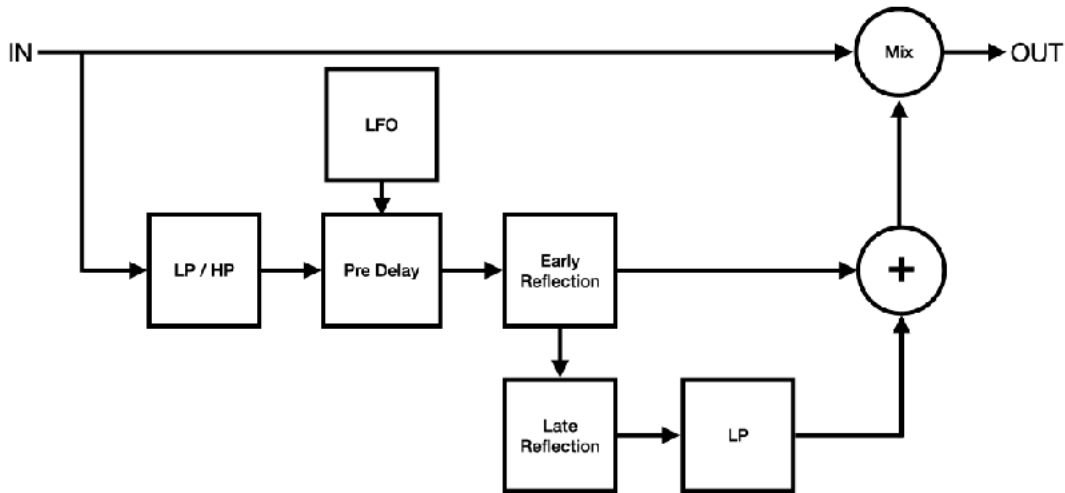 IN
Mix
OUT
LFO
LP / HP
Pre Delay
Early
Reflection
+
Late
Reflection
LP